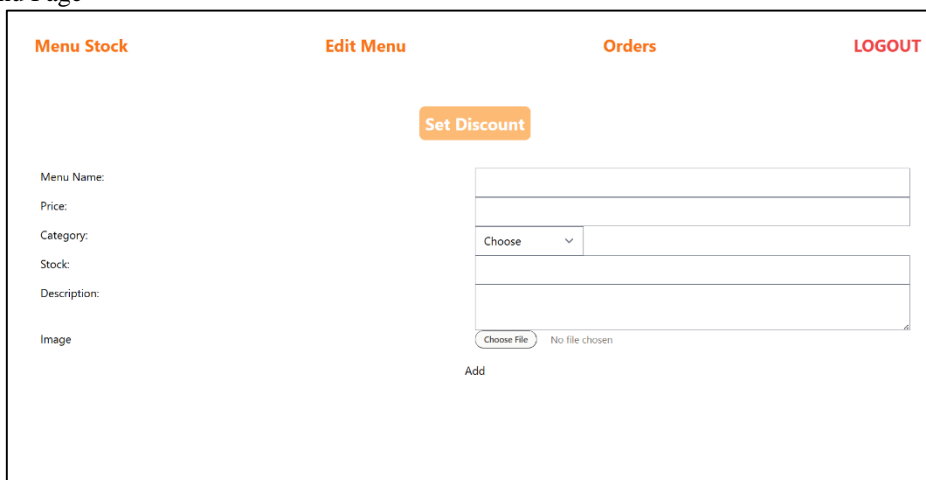 Page
Menu Stock Edit Menu Orders LOGOUT
Set Discount
Menu Name:
Price:
Category: Choose
Stock:
Description:
Image Choose File No file chosen
Add